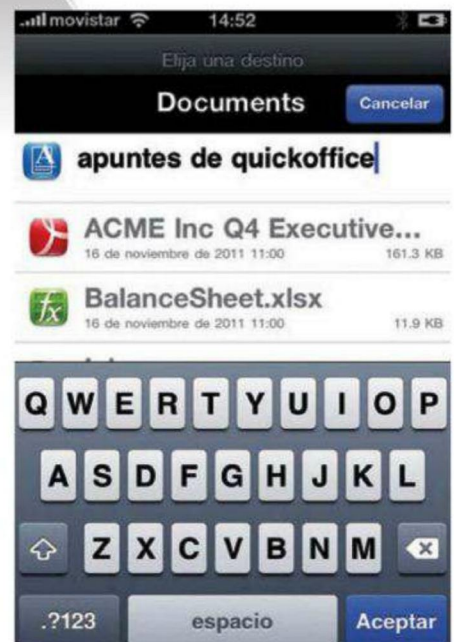 movistar 14:52
Elija una destino
Documents Cancelar
apuntes de quickoffice
ACME Inc Q4 Executive...
16 de noviembre de 2011 11:00 161.3 KB
BalanceSheet.xlsx
16 de noviembre de 2011 11:00 11.9 KB
Q W E R T Y U I O P
A S D F G H J K L
Z X C V B N M
.?123 espacio Aceptar